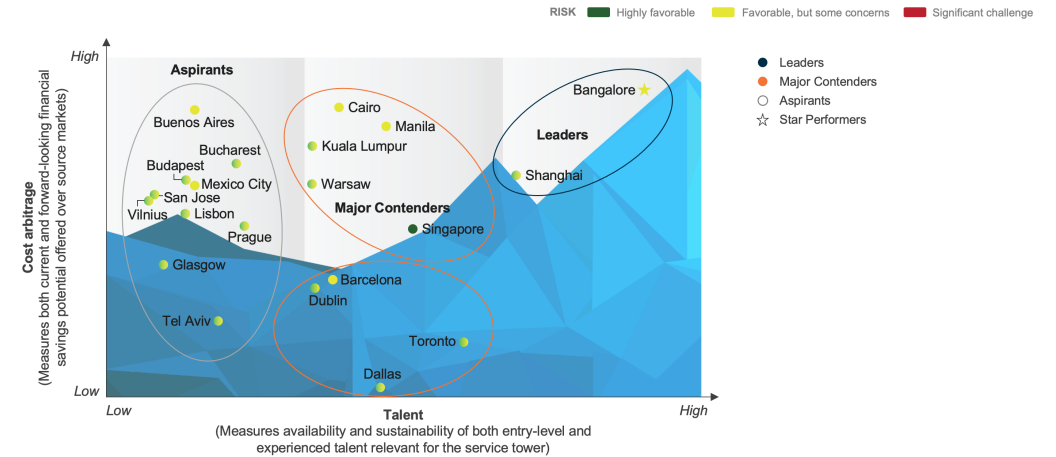 RISK Highly favorable Favorable, but some concerns Significant challenge
High
Aspirants
Leaders
Major Contenders
Aspirants
Star Performers
Bangalore
Cairo
Buenos Aires
Manila
Leaders
Bucharest
Kuala Lumpur
Budapest
Mexico City
Shanghai
San Jose
Warsaw
Vilnius
Lisbon
Major Contenders
Prague
Singapore
Glasgow
Barcelona
Dublin
Tel Aviv
Toronto
Dallas
Cost arbitrage
(Measures both current and forward-looking financial
savings potential offered over source markets)
Low
Low
Talent
High
(Measures availability and sustainability of both entry-level and
experienced talent relevant for the service tower)